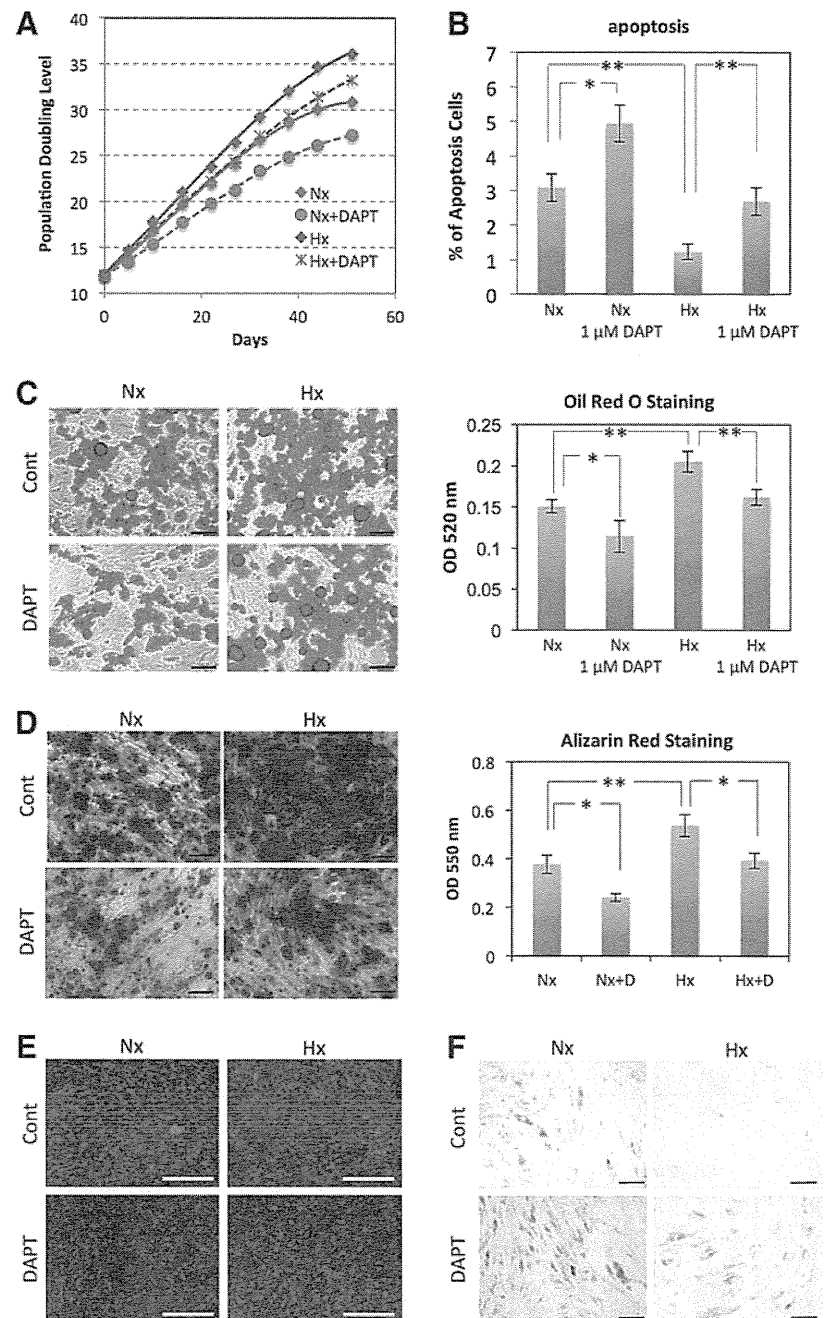 A
Population Doubling Level
40
35
30
25
20
15
10
0
20
40
60
Days
Nx
Nx+DAPT
Hx
Hx+DAPT
B
apoptosis
% of Apoptosis Cells
7
6
5
4
3
2
1
0
**
*
**
Nx
Nx
1 µM DAPT
Hx
Hx
1 µM DAPT
C
Nx
Hx
Cont
DAPT
Oil Red O Staining
OD 520 nm
0.25
0.2
0.15
0.1
0.05
0
**
*
**
Nx
Nx
1 µM DAPT
Hx
Hx
1 µM DAPT
D
Nx
Hx
Cont
DAPT
Alizarin Red Staining
OD 550 nm
0.8
0.6
0.4
0.2
0
**
*
*
Nx
Nx+D
Hx
Hx+D
E
Nx
Hx
Cont
DAPT
F
Nx
Hx
Cont
DAPT